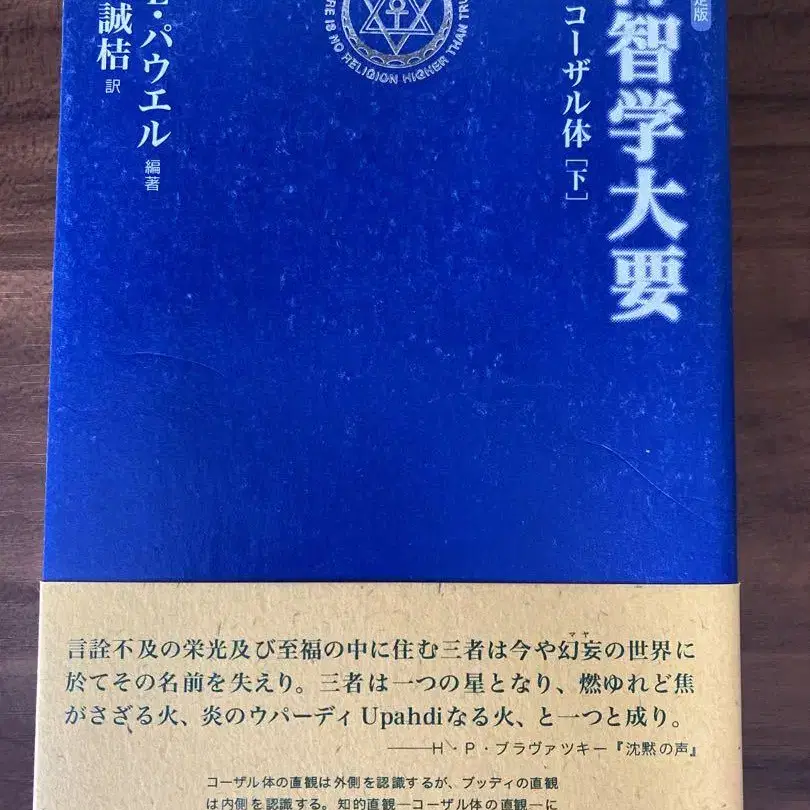 定版
神智学大要
コーザル体［下］
RE IS NO RELIGION HIGHER THAN TRU
E・パウエル 編著
誠桔 訳
言詮不及の栄光及び至福の中に住む三者は今や幻妄の世界に
マヤ
於てその名前を失えり。三者は一つの星となり、燃ゆれど焦
がさざる火、炎のウパーディ Upahdi なる火、と一つと成り。
――H・P・ブラヴァツキー『沈黙の声』
コーザル体の直観は外側を認識するが、ブッディの直観
は内側を認識する。知的直観―コーザル体の直観―に